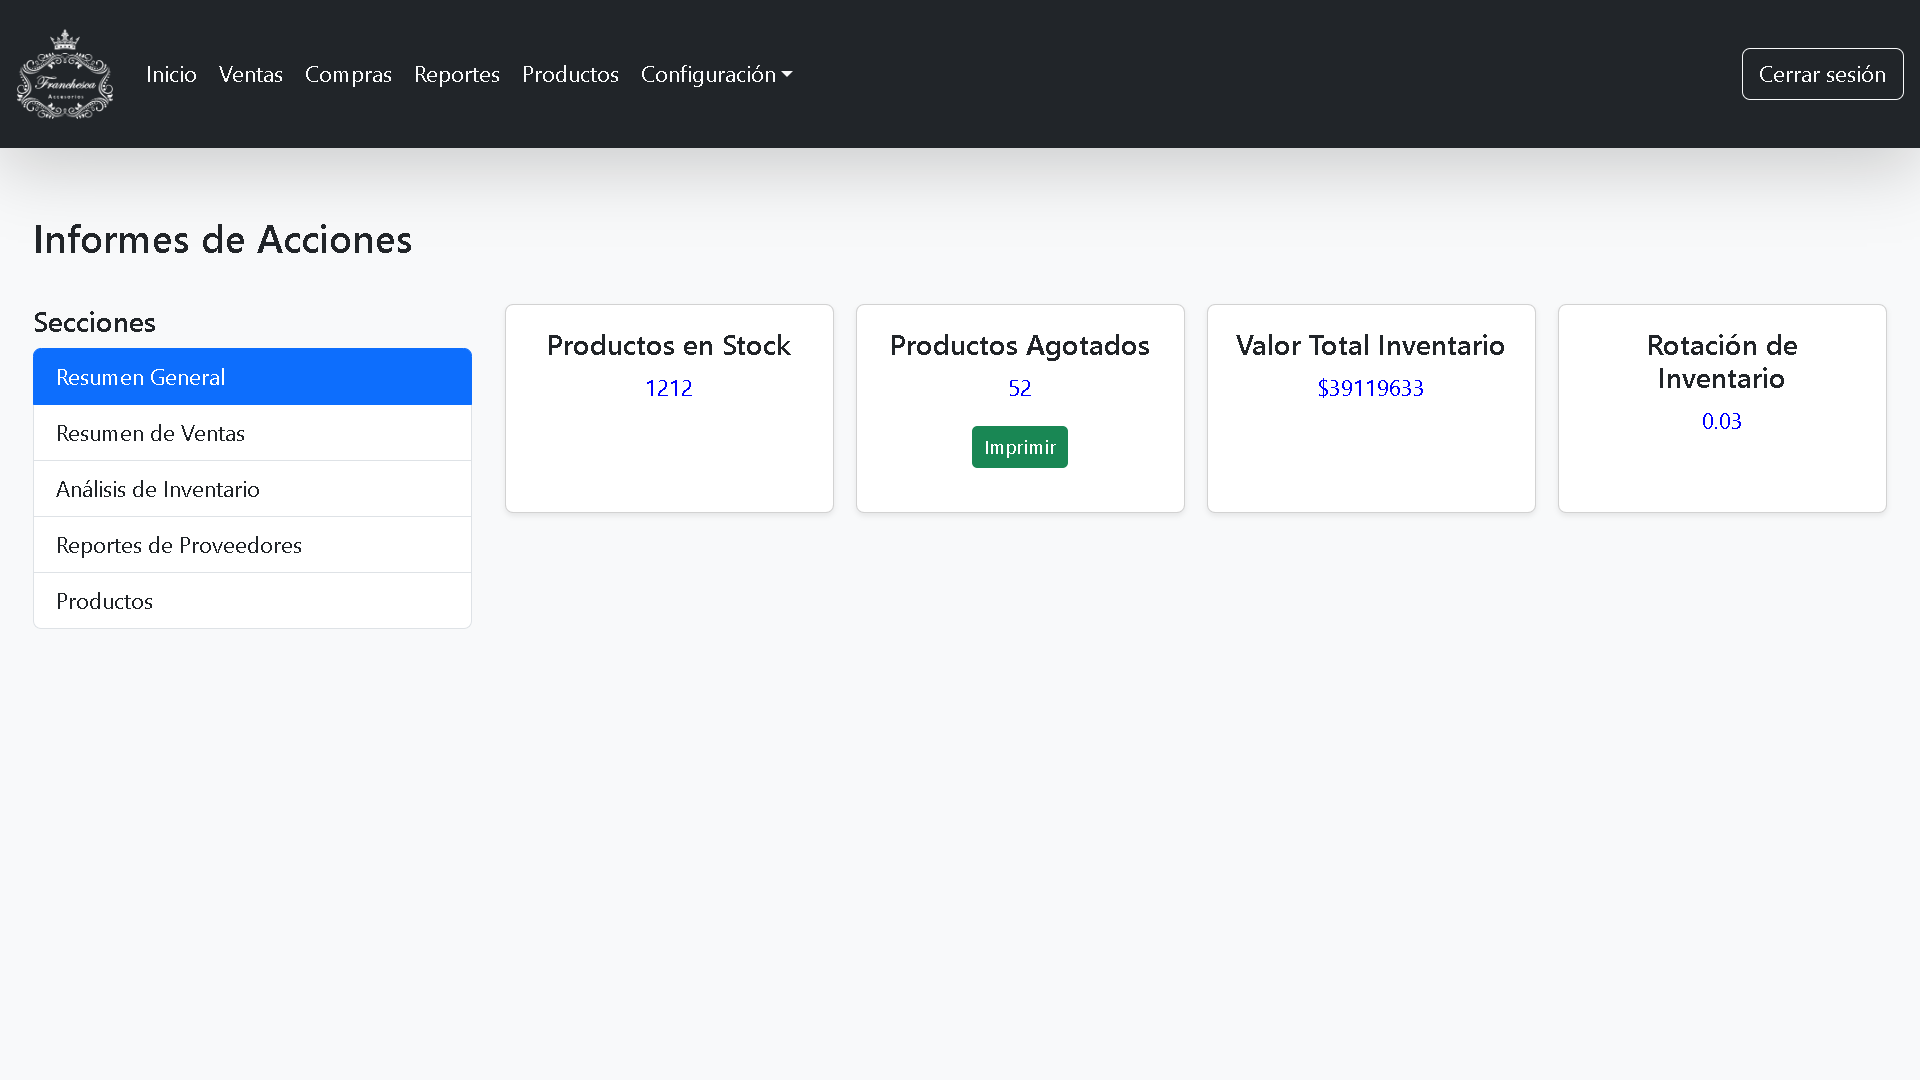 Franchesca
Accesorios
Inicio Ventas Compras Reportes Productos Configuración
Cerrar sesión
Informes de Acciones
Secciones
Resumen General
Resumen de Ventas
Análisis de Inventario
Reportes de Proveedores
Productos
Productos en Stock
1212
Productos Agotados
52
Imprimir
Valor Total Inventario
$39119633
Rotación de
Inventario
0.03